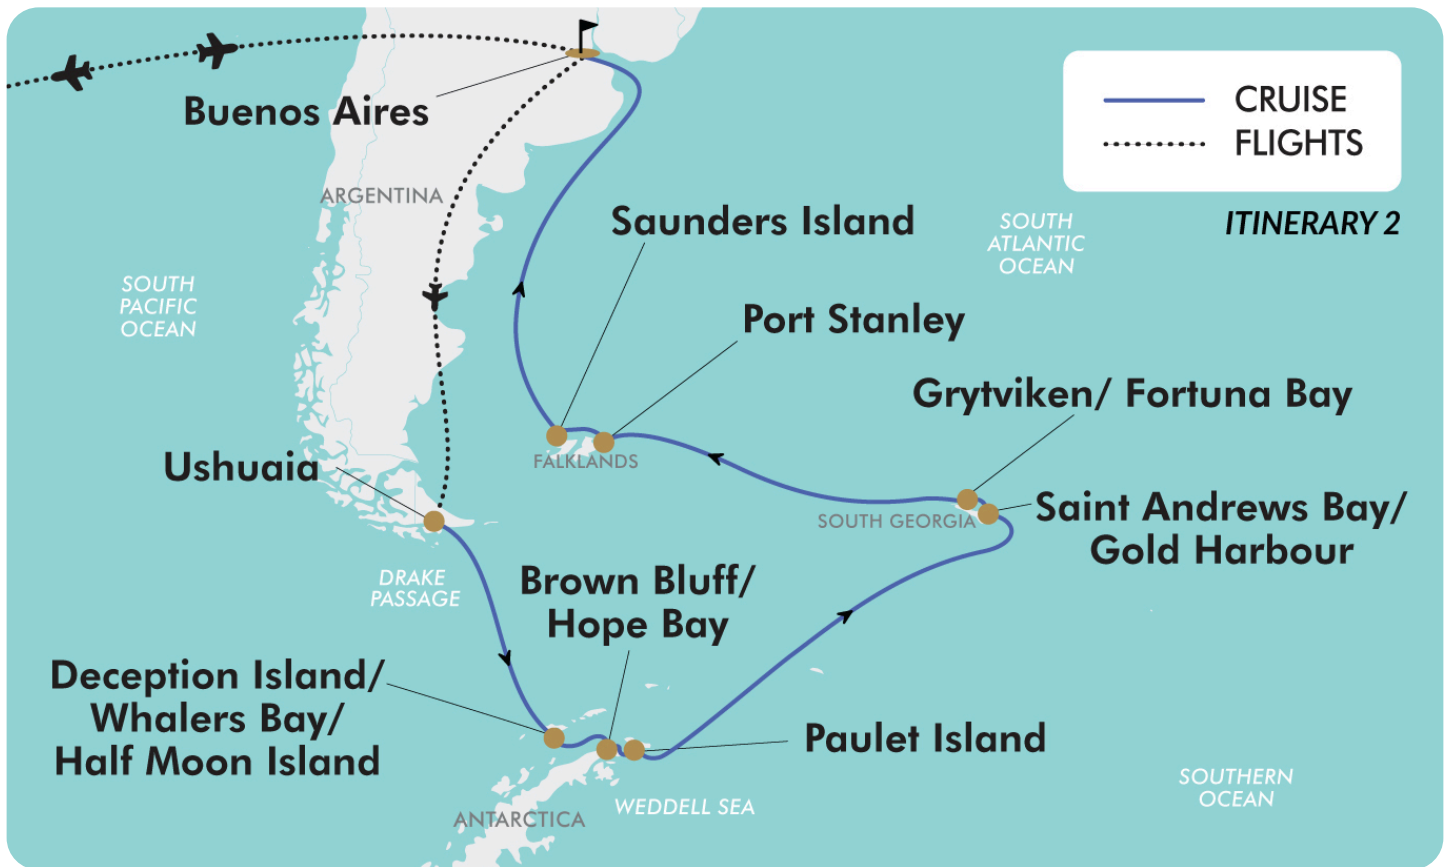 CRUISE
FLIGHTS
ITINERARY 2
Buenos Aires
ARGENTINA
Saunders Island
SOUTH
ATLANTIC
OCEAN
SOUTH
PACIFIC
OCEAN
Port Stanley
Grytviken/ Fortuna Bay
Ushuaia
FALKLANDS
SOUTH GEORGIA
Saint Andrews Bay/
Gold Harbour
DRAKE
PASSAGE
Brown Bluff/
Hope Bay
Deception Island/
Whalers Bay/
Half Moon Island
Paulet Island
SOUTHERN
OCEAN
WEDDELL SEA
ANTARCTICA